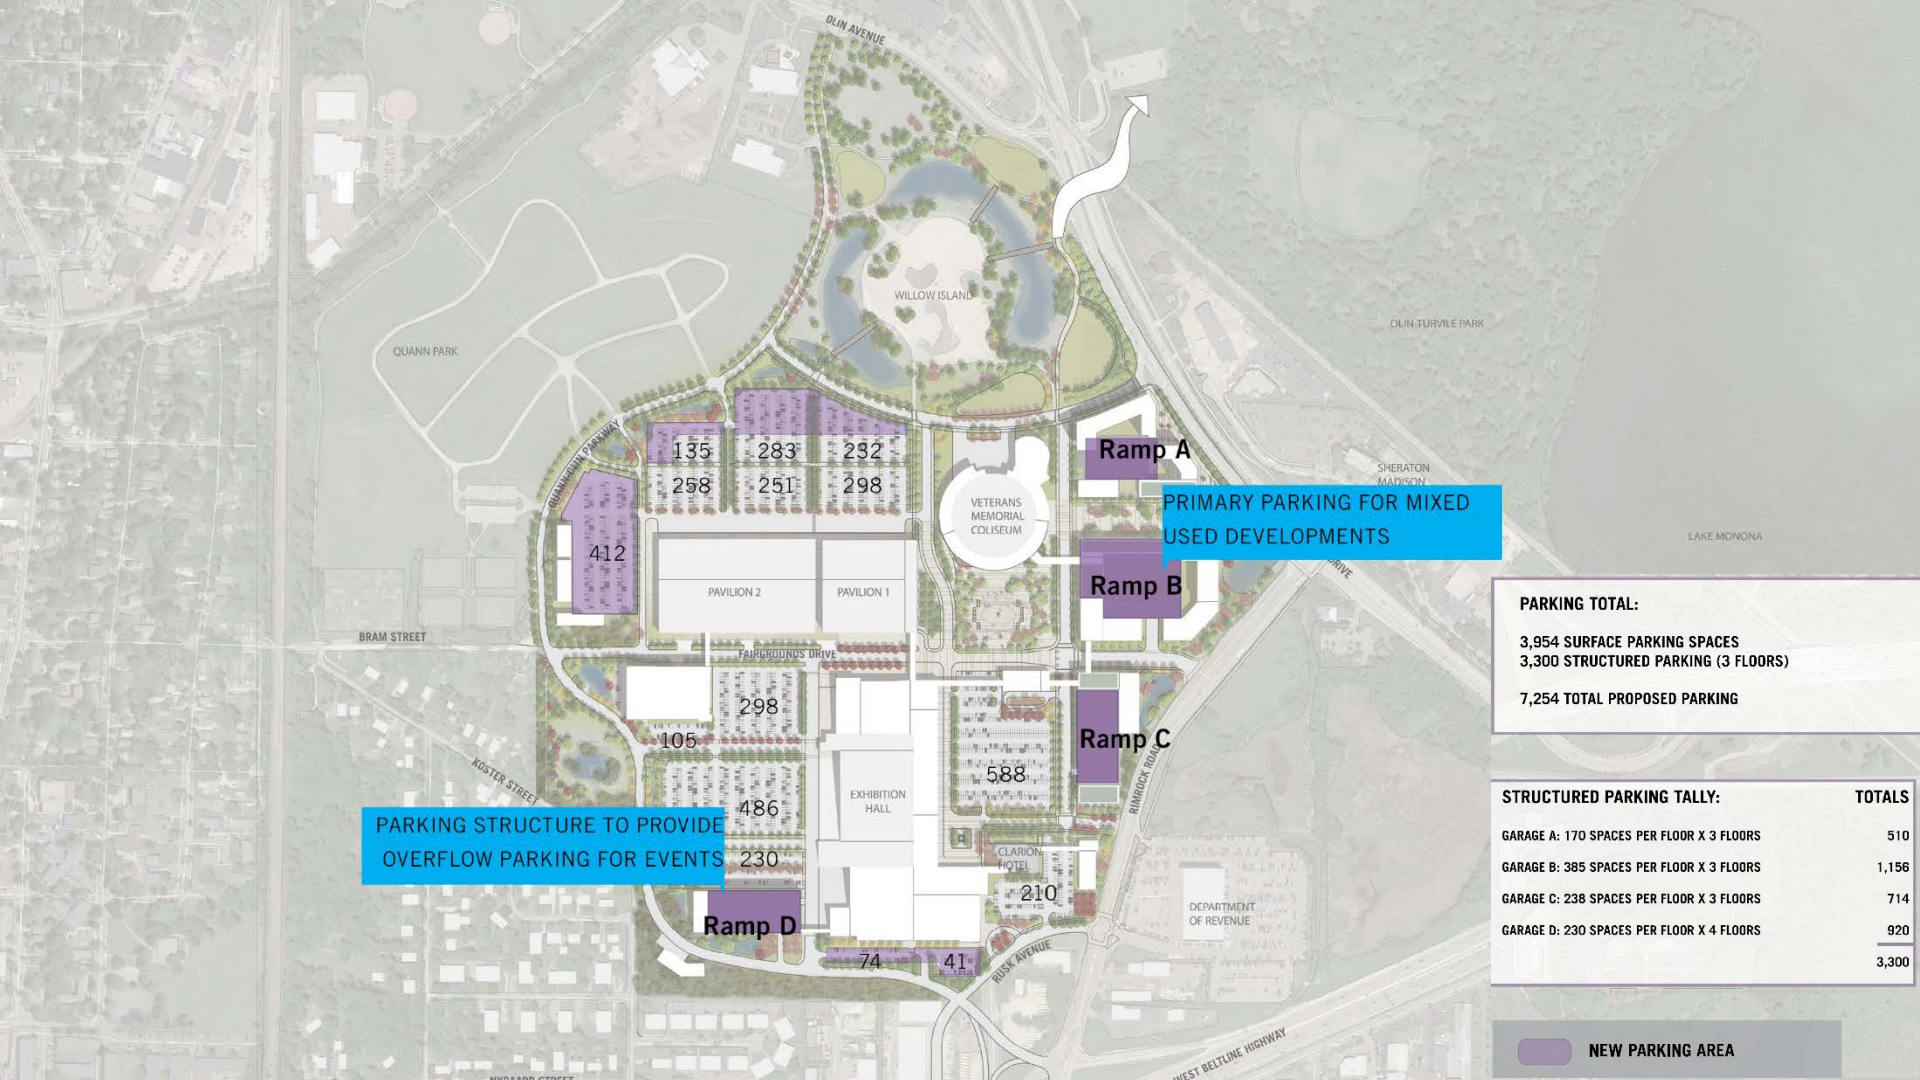 OLIN AVENUE
WILLOW ISLAND
OLIN TURVILE PARK
QUANN PARK
QUANN-OLIN PARKWAY
135
283
232
258
251
298
412
Ramp A
SHERATON
MADISON
VETERANS
MEMORIAL
COLISEUM
PRIMARY PARKING FOR MIXED
USED DEVELOPMENTS
LAKE MONONA
DRIVE
Ramp B
PAVILION 2
PAVILION 1
BRAM STREET
FAIRGROUNDS DRIVE
298
105
Ramp C
RIMROCK ROAD
588
KOSTER STREET
EXHIBITION
HALL
486
PARKING STRUCTURE TO PROVIDE
OVERFLOW PARKING FOR EVENTS
230
CLARION
HOTEL
210
DEPARTMENT
OF REVENUE
Ramp D
74
41
RUSK AVENUE
WEST BELTLINE HIGHWAY
NYGAARD STREET
PARKING TOTAL:
3,954 SURFACE PARKING SPACES
3,300 STRUCTURED PARKING (3 FLOORS)
7,254 TOTAL PROPOSED PARKING
STRUCTURED PARKING TALLY: TOTALS
GARAGE A: 170 SPACES PER FLOOR X 3 FLOORS 510
GARAGE B: 385 SPACES PER FLOOR X 3 FLOORS 1,156
GARAGE C: 238 SPACES PER FLOOR X 3 FLOORS 714
GARAGE D: 230 SPACES PER FLOOR X 4 FLOORS 920
3,300
NEW PARKING AREA